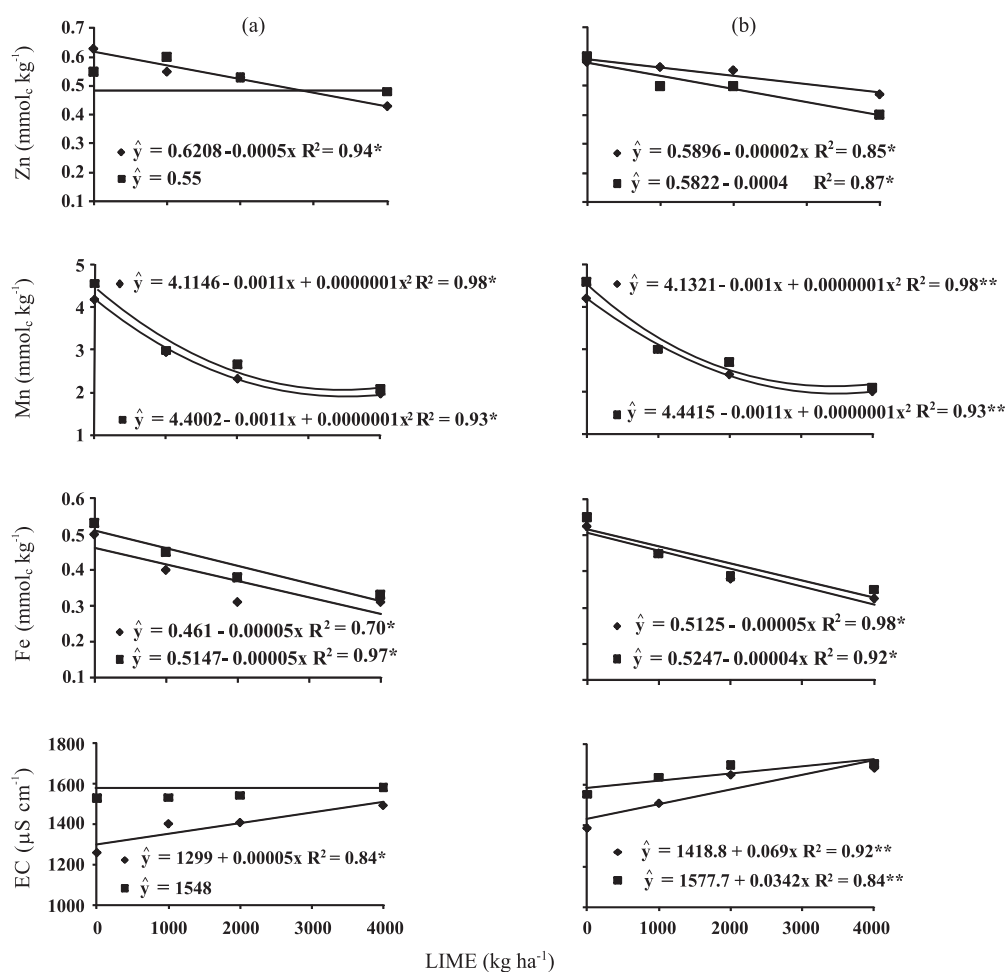 (a)
(b)
Zn (mmol_c kg⁻¹)
0.7
0.6
0.5
0.4
0.3
0.2
0.1
ŷ = 0.6208-0.0005x R² = 0.94*
ŷ = 0.55
ŷ = 0.5896-0.00002x R² = 0.85*
ŷ = 0.5822-0.0004 R² = 0.87*
Mn (mmol_c kg⁻¹)
5
4
3
2
1
ŷ = 4.1146-0.0011x + 0.0000001x² R² = 0.98*
ŷ = 4.4002-0.0011x + 0.0000001x² R² = 0.93*
ŷ = 4.1321-0.001x + 0.0000001x² R² = 0.98**
ŷ = 4.4415-0.0011x + 0.0000001x² R² = 0.93**
Fe (mmol_c kg⁻¹)
0.6
0.5
0.4
0.3
0.2
0.1
ŷ = 0.461-0.00005x R² = 0.70*
ŷ = 0.5147-0.00005x R² = 0.97*
ŷ = 0.5125-0.00005x R² = 0.98*
ŷ = 0.5247-0.00004x R² = 0.92*
EC (µS cm⁻¹)
1800
1600
1400
1200
1000
ŷ = 1299 + 0.00005x R² = 0.84*
ŷ = 1548
ŷ = 1418.8 + 0.069x R² = 0.92**
ŷ = 1577.7 + 0.0342x R² = 0.84**
0 1000 2000 3000 4000
0 1000 2000 3000 4000
LIME (kg ha⁻¹)